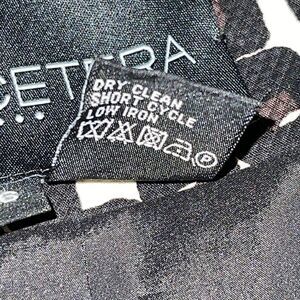 CETERA
DRY CLEAN
SHORT CYCLE
LOW IRON
P